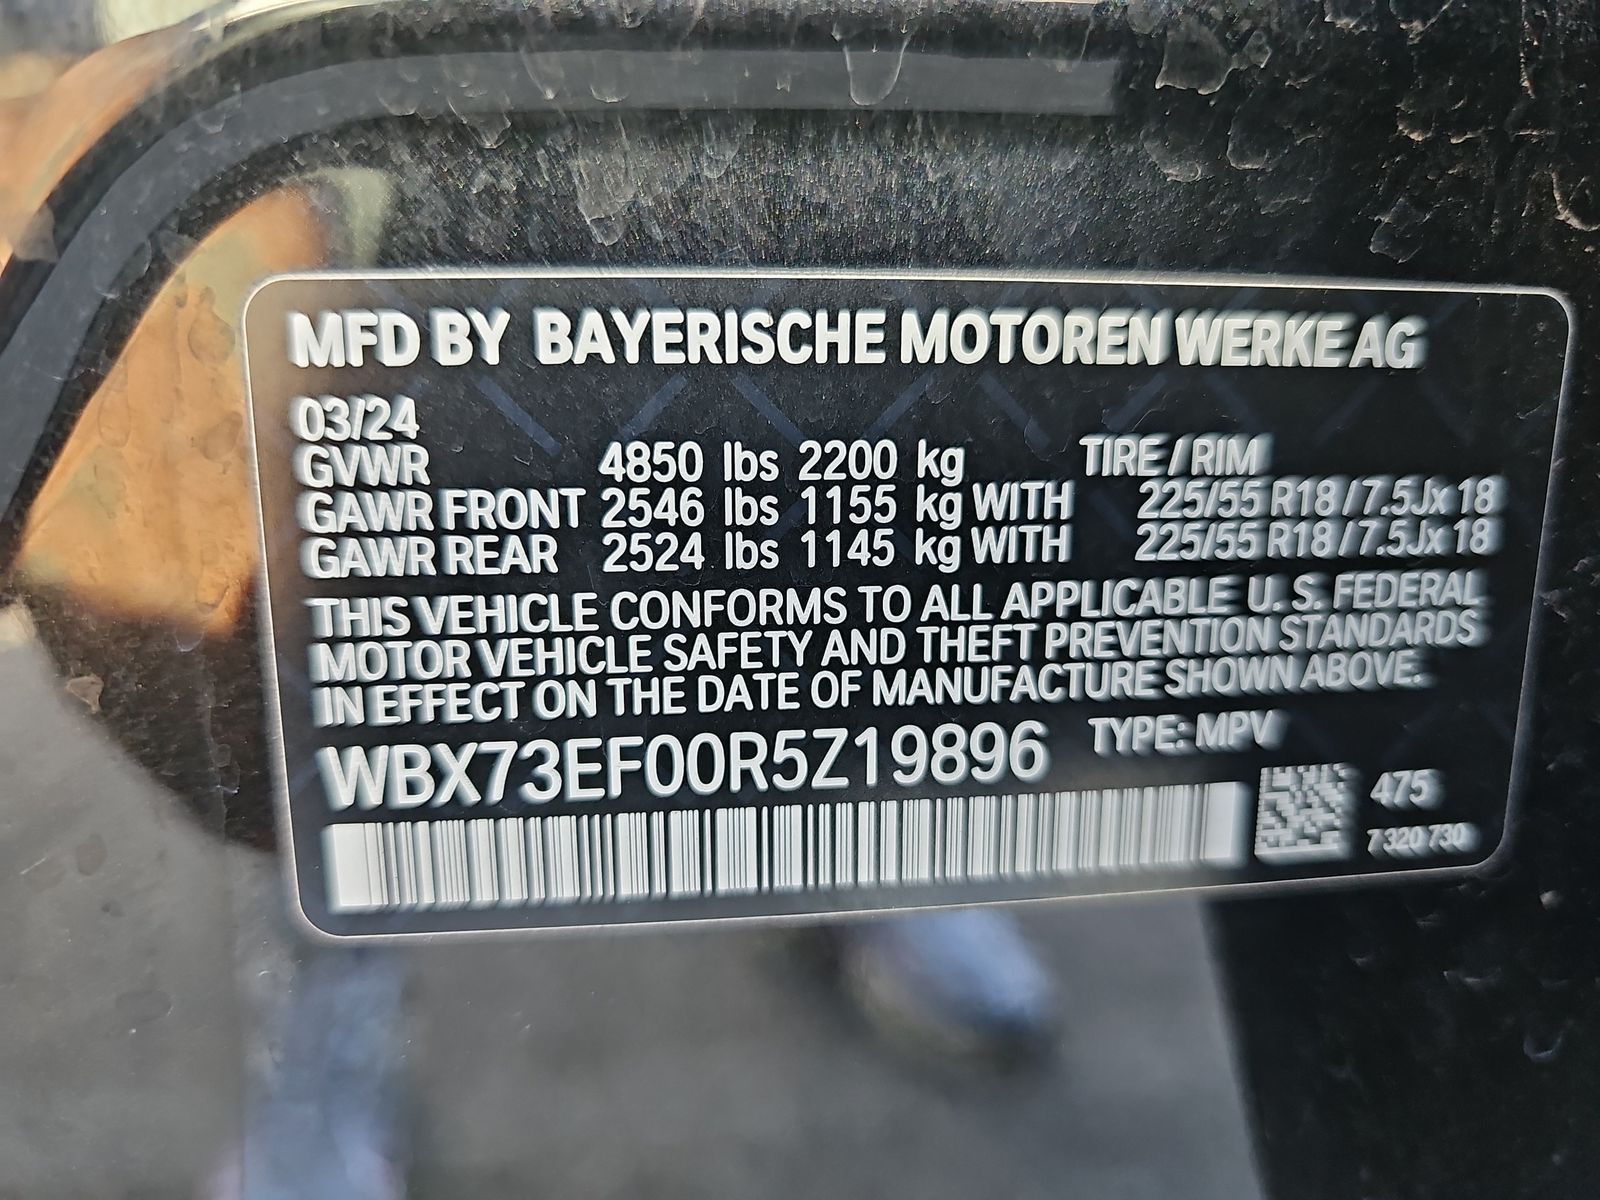 MFD BY BAYERISCHE MOTOREN WERKE AG
03/24
GVWR 4850 lbs 2200 kg TIRE / RIM
GAWR FRONT 2546 lbs 1155 kg WITH 225/55 R18 / 7.5Jx18
GAWR REAR 2524 lbs 1145 kg WITH 225/55 R18 / 7.5Jx18
THIS VEHICLE CONFORMS TO ALL APPLICABLE U. S. FEDERAL
MOTOR VEHICLE SAFETY AND THEFT PREVENTION STANDARDS
IN EFFECT ON THE DATE OF MANUFACTURE SHOWN ABOVE.
WBX73EF00R5Z19896 TYPE: MPV
475
7 320 730